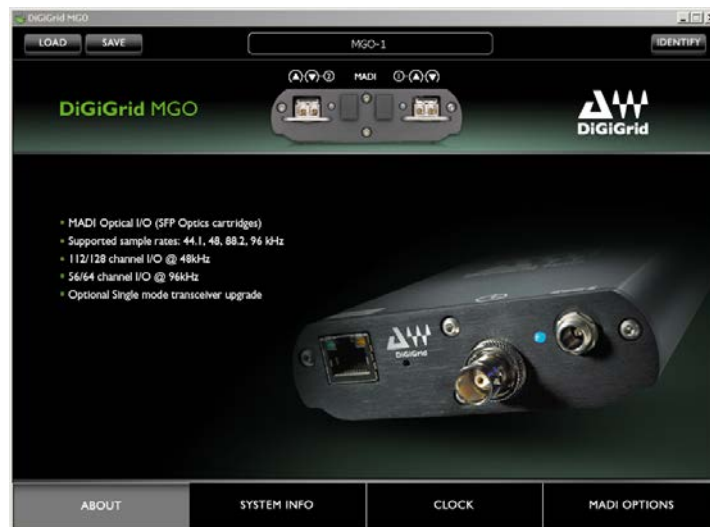 DiGiGrid MGO
LOAD SAVE MGO-1 IDENTIFY
2 MADI 1
DiGiGrid MGO
DiGiGrid
MADI Optical I/O (SFP Optics cartridges)
Supported sample rates: 44.1, 48, 88.2, 96 kHz
112/128 channel I/O @ 48kHz
56/64 channel I/O @ 96kHz
Optional Single mode transceiver upgrade
DiGiGrid
ABOUT SYSTEM INFO CLOCK MADI OPTIONS